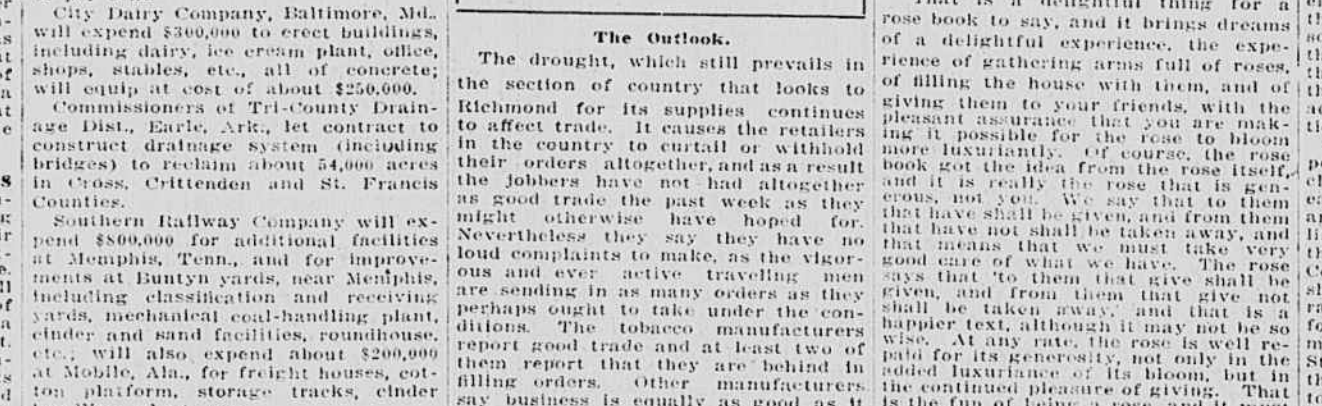 City Dairy Company, Baltimore, Md.,
will expend $300,000 to erect buildings,
including dairy, ice cream plant, office,
shops, stables, etc., all of concrete;
will equip at cost of about $250,000.
Commissioners of Tri-County Drain-
age Dist., Earle, Ark., let contract to
construct drainage system (including
bridges) to reclaim about 54,000 acres
in Cross, Crittenden and St. Francis
Counties.
Southern Railway Company will ex-
pend $800,000 for additional facilities
at Memphis, Tenn., and for improve-
ments at Buntyn yards, near Memphis,
including classification and receiving
yards, mechanical coal-handling plant,
cinder and sand facilities, roundhouse,
etc.; will also expend about $200,000
at Mobile, Ala., for freight houses, cot-
ton platform, storage tracks, cinder
The Outlook.
The drought, which still prevails in
the section of country that looks to
Richmond for its supplies continues
to affect trade. It causes the retailers
in the country to curtail or withhold
their orders altogether, and as a result
the jobbers have not had altogether
as good trade the past week as they
might otherwise have hoped for.
Nevertheless they say they have no
loud complaints to make, as the vigor-
ous and ever active traveling men
are sending in as many orders as they
perhaps ought to take under the con-
ditions. The tobacco manufacturers
report good trade and at least two of
them report that they are behind in
filling orders. Other manufacturers
say business is equally as good as it
That is a delightful thing for a
rose book to say, and it brings dreams
of a delightful experience, the expe-
rience of gathering arms full of roses,
of filling the house with them, and of
giving them to your friends, with the
pleasant assurance that you are mak-
ing it possible for the rose to bloom
more luxuriantly. Of course, the rose
book got the idea from the rose itself,
and it is really the rose that is gen-
erous, not you. We say that to them
that have shall be given, and from them
that have not shall be taken away, and
that means that we must take very
good care of what we have. The rose
says that 'to them that give shall be
given, and from them that give not
shall be taken away,' and that is a
happier text, although it may not be so
wise. At any rate, the rose is well re-
paid for its generosity, not only in the
added luxuriance of its bloom, but in
the continued pleasure of giving. That
is the fun of being a rose, and it must